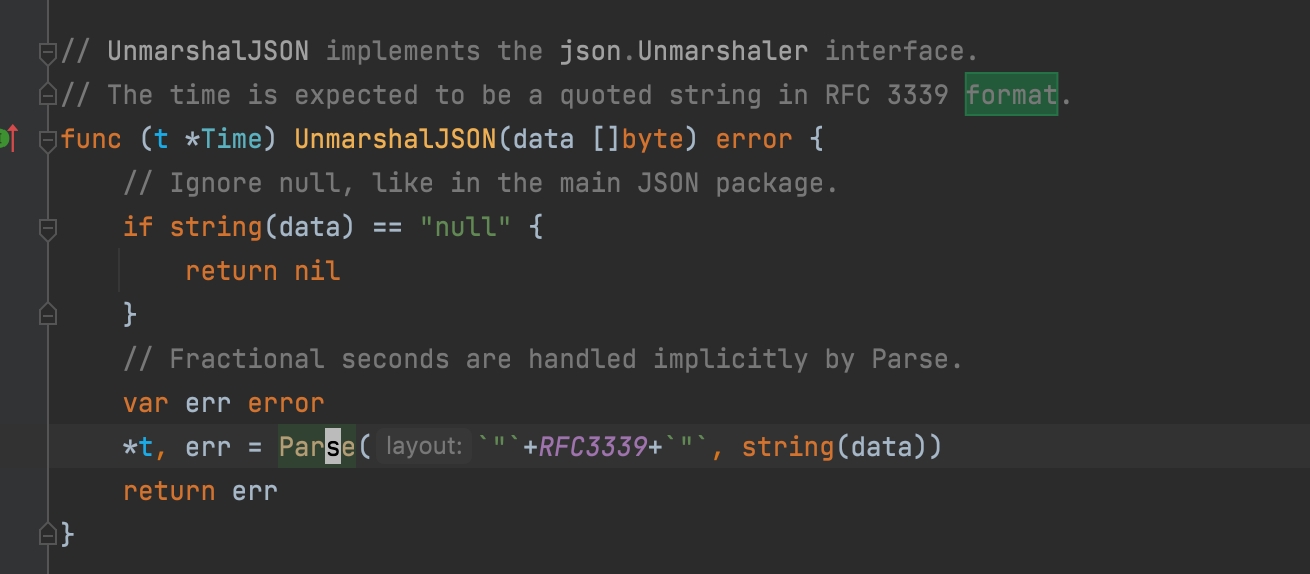 // UnmarshalJSON implements the json.Unmarshaler interface.
// The time is expected to be a quoted string in RFC 3339 format.
func (t *Time) UnmarshalJSON(data []byte) error {
    // Ignore null, like in the main JSON package.
    if string(data) == "null" {
        return nil
    }
    // Fractional seconds are handled implicitly by Parse.
    var err error
    *t, err = Parse( layout: `"`+RFC3339+`"`, string(data))
    return err
}